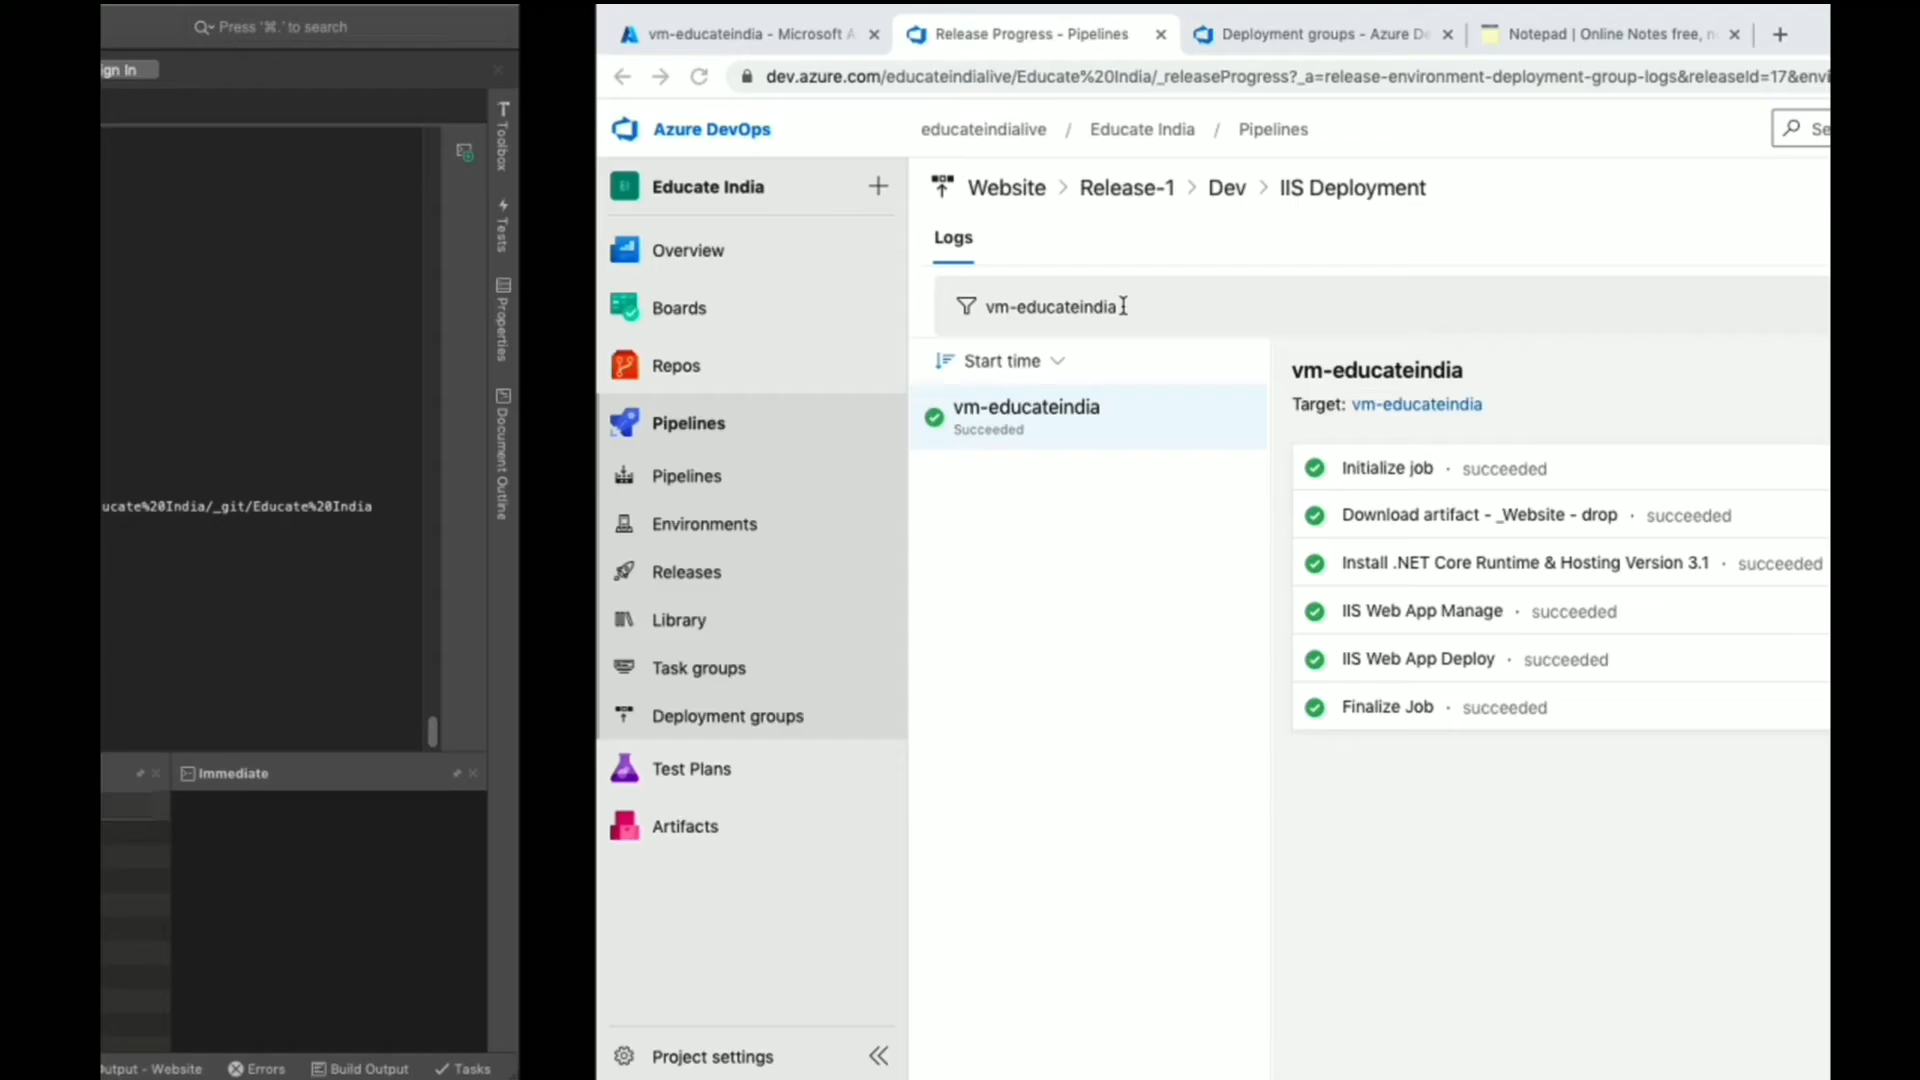 Press '⌘.' to search
gn In
Toolbox
Tests
Properties
Document Outline
ucate%20India/_git/Educate%20India
Immediate
utput - Website
Errors
Build Output
Tasks
vm-educateindia - Microsoft A
Release Progress - Pipelines
Deployment groups - Azure De
Notepad | Online Notes free, n
dev.azure.com/educateindialive/Educate%20India/_releaseProgress?_a=release-environment-deployment-group-logs&releaseId=17&envi
Azure DevOps
educateindialive / Educate India / Pipelines
Se
EI
Educate India
Overview
Boards
Repos
Pipelines
Pipelines
Environments
Releases
Library
Task groups
Deployment groups
Test Plans
Artifacts
Project settings
Website > Release-1 > Dev > IIS Deployment
Logs
vm-educateindia
Start time
vm-educateindia
Succeeded
vm-educateindia
Target: vm-educateindia
Initialize job · succeeded
Download artifact - _Website - drop · succeeded
Install .NET Core Runtime & Hosting Version 3.1 · succeeded
IIS Web App Manage · succeeded
IIS Web App Deploy · succeeded
Finalize Job · succeeded